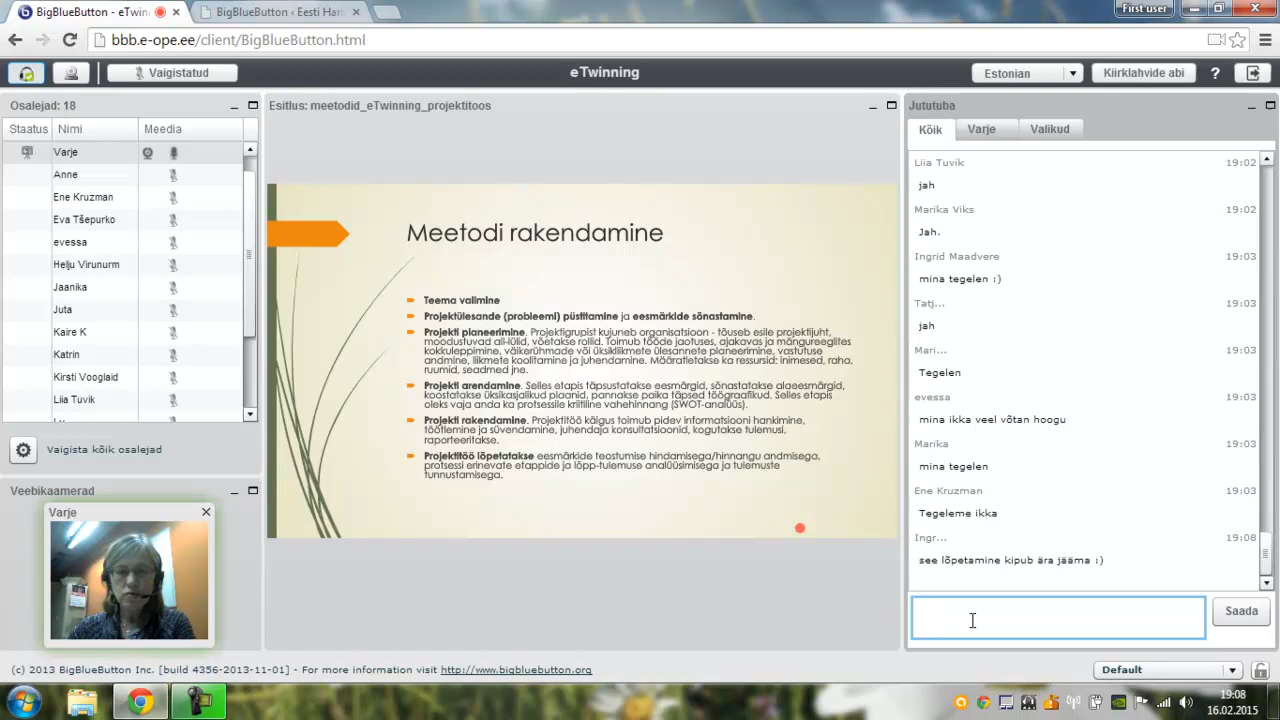 BigBlueButton - eTwinn
BigBlueButton ‹ Eesti Hari
First user
bbb.e-ope.ee/client/BigBlueButton.html
Vaigistatud
eTwinning
Estonian
Kiirklahvide abi
?
Osalejad: 18
Esitlus: meetodid_eTwinning_projektitoos
Jututuba
Staatus Nimi Meedia
Kõik Varje Valikud
Varje
Anne
Ene Kruzman
Eva Tšepurko
evessa
Helju Virunurm
Jaanika
Juta
Kaire K
Katrin
Kirsti Vooglaid
Liia Tuvik
Vaigista kõik osalejad
Veebikaamerad
Varje
Meetodi rakendamine
Teema valimine
Projektülesande (probleemi) püstitamine ja eesmärkide sõnastamine.
Projekti planeerimine. Projektigrupist kujuneb organisatsioon - tõuseb esile projektijuht,
moodustuvad all-lülid, võetakse rollid. Toimub tööde jaotuses, ajakavas ja mängureeglites
kokkuleppimine, väikerühmade või üksikliikmete ülesannete planeerimine, vastutuse
andmine, liikmete koolitamine ja juhendamine. Määratletakse ka ressursid: inimesed, raha,
ruumid, seadmed jne.
Projekti arendamine. Selles etapis täpsustatakse eesmärgid, sõnastatakse alaeesmärgid,
koostatakse üksikasjalikud plaanid, pannakse paika täpsed töögraafikud. Selles etapis
oleks vaja anda ka protsessile kriitiline vahehinnang (SWOT-analüüs).
Projekti rakendamine. Projektitöö käigus toimub pidev informatsiooni hankimine,
töötlemine ja süvendamine, juhendaja konsultatsioonid, kogutakse tulemusi,
raporteeritakse.
Projektitöö lõpetatakse eesmärkide teostumise hindamisega/hinnangu andmisega,
protsessi erinevate etappide ja lõpp-tulemuse analüüsimisega ja tulemuste
tunnustamisega.
Liia Tuvik 19:02
jah
Marika Viks 19:02
Jah.
Ingrid Maadvere 19:03
mina tegelen :)
Tatj... 19:03
jah
Mari... 19:03
Tegelen
evessa 19:03
mina ikka veel võtan hoogu
Marika 19:03
mina tegelen
Ene Kruzman 19:03
Tegeleme ikka
Ingr... 19:08
see lõpetamine kipub ära jääma :)
Saada
(c) 2013 BigBlueButton Inc. [build 4356-2013-11-01] - For more information visit http://www.bigbluebutton.org
Default
19:08
16.02.2015